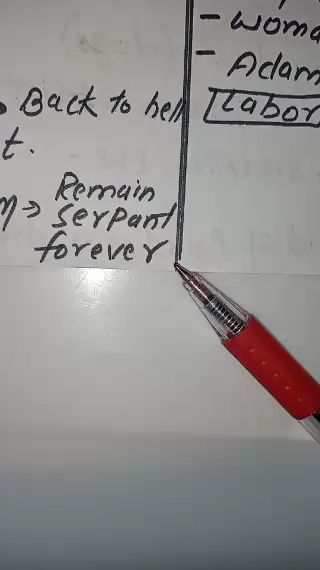 Back to hell
t.
Remain
→ serpant
forever
- woma
- Adam
Labor